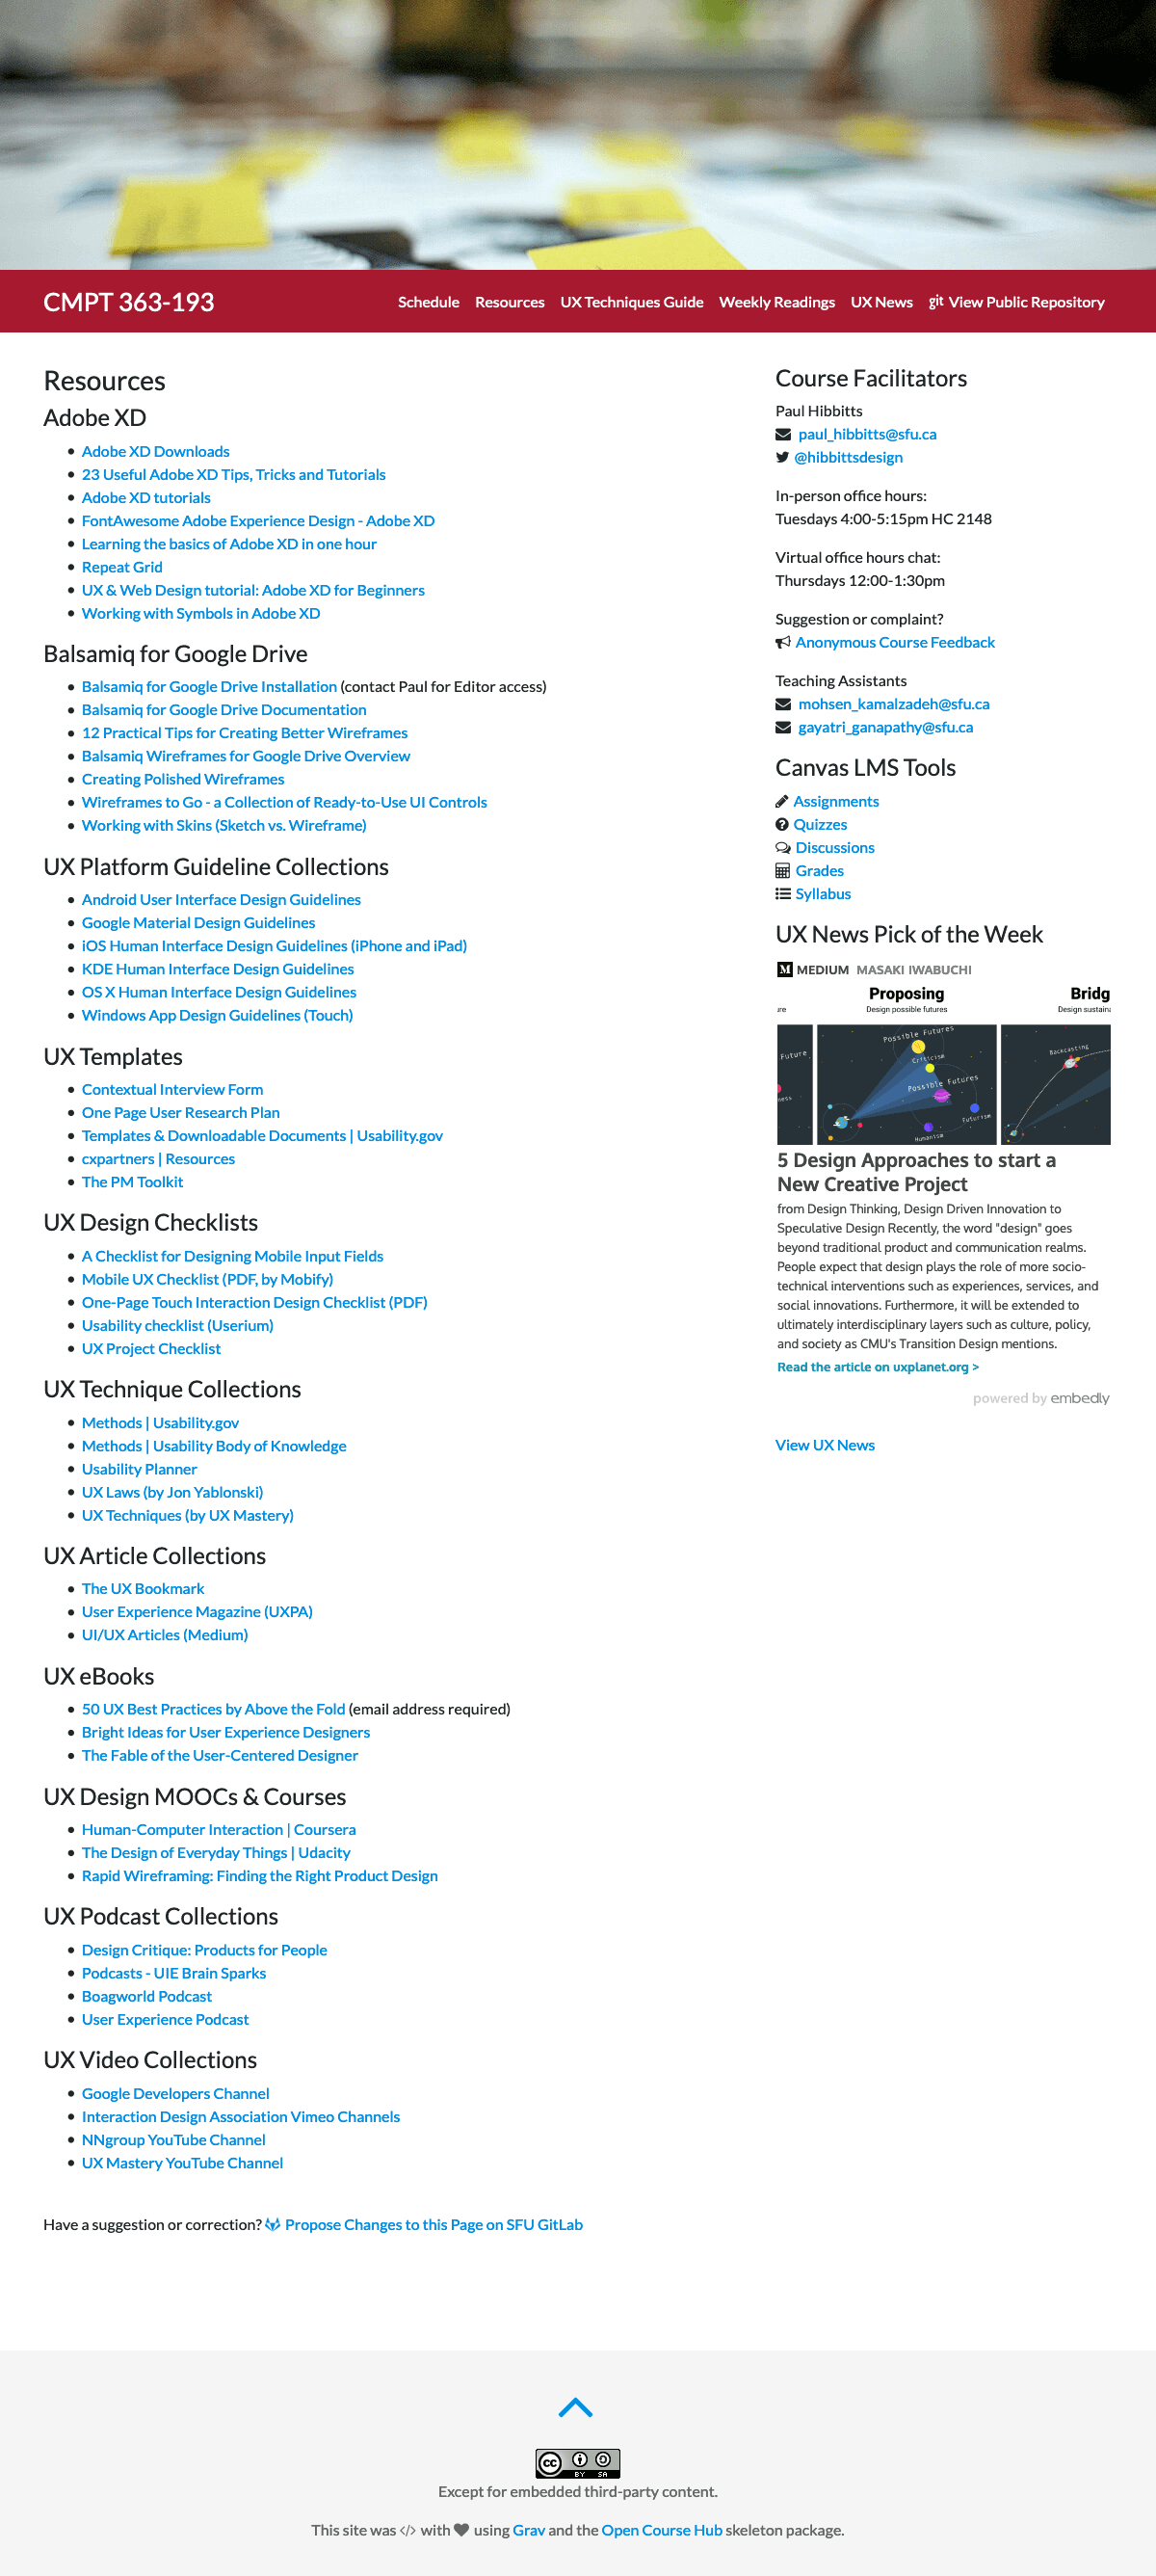 CMPT 363-193
Schedule Resources UX Techniques Guide Weekly Readings UX News git View Public Repository
Resources
Adobe XD
Adobe XD Downloads
23 Useful Adobe XD Tips, Tricks and Tutorials
Adobe XD tutorials
FontAwesome Adobe Experience Design - Adobe XD
Learning the basics of Adobe XD in one hour
Repeat Grid
UX & Web Design tutorial: Adobe XD for Beginners
Working with Symbols in Adobe XD
Balsamiq for Google Drive
Balsamiq for Google Drive Installation (contact Paul for Editor access)
Balsamiq for Google Drive Documentation
12 Practical Tips for Creating Better Wireframes
Balsamiq Wireframes for Google Drive Overview
Creating Polished Wireframes
Wireframes to Go - a Collection of Ready-to-Use UI Controls
Working with Skins (Sketch vs. Wireframe)
UX Platform Guideline Collections
Android User Interface Design Guidelines
Google Material Design Guidelines
iOS Human Interface Design Guidelines (iPhone and iPad)
KDE Human Interface Design Guidelines
OS X Human Interface Design Guidelines
Windows App Design Guidelines (Touch)
UX Templates
Contextual Interview Form
One Page User Research Plan
Templates & Downloadable Documents | Usability.gov
cxpartners | Resources
The PM Toolkit
UX Design Checklists
A Checklist for Designing Mobile Input Fields
Mobile UX Checklist (PDF, by Mobify)
One-Page Touch Interaction Design Checklist (PDF)
Usability checklist (Userium)
UX Project Checklist
UX Technique Collections
Methods | Usability.gov
Methods | Usability Body of Knowledge
Usability Planner
UX Laws (by Jon Yablonski)
UX Techniques (by UX Mastery)
UX Article Collections
The UX Bookmark
User Experience Magazine (UXPA)
UI/UX Articles (Medium)
UX eBooks
50 UX Best Practices by Above the Fold (email address required)
Bright Ideas for User Experience Designers
The Fable of the User-Centered Designer
UX Design MOOCs & Courses
Human-Computer Interaction | Coursera
The Design of Everyday Things | Udacity
Rapid Wireframing: Finding the Right Product Design
UX Podcast Collections
Design Critique: Products for People
Podcasts - UIE Brain Sparks
Boagworld Podcast
User Experience Podcast
UX Video Collections
Google Developers Channel
Interaction Design Association Vimeo Channels
NNgroup YouTube Channel
UX Mastery YouTube Channel
Have a suggestion or correction? Propose Changes to this Page on SFU GitLab
Course Facilitators
Paul Hibbitts
paul_hibbitts@sfu.ca
@hibbittsdesign
In-person office hours:
Tuesdays 4:00-5:15pm HC 2148
Virtual office hours chat:
Thursdays 12:00-1:30pm
Suggestion or complaint?
Anonymous Course Feedback
Teaching Assistants
mohsen_kamalzadeh@sfu.ca
gayatri_ganapathy@sfu.ca
Canvas LMS Tools
Assignments
Quizzes
Discussions
Grades
Syllabus
UX News Pick of the Week
M MEDIUM MASAKI IWABUCHI
Proposing Bridg
ure Design possible futures Design sustaina
Possible Futures
Criticism
Future
Possible Futures
Futurism
Humanism
Backcasting
ness
5 Design Approaches to start a
New Creative Project
from Design Thinking, Design Driven Innovation to
Speculative Design Recently, the word "design" goes
beyond traditional product and communication realms.
People expect that design plays the role of more socio-
technical interventions such as experiences, services, and
social innovations. Furthermore, it will be extended to
ultimately interdisciplinary layers such as culture, policy,
and society as CMU's Transition Design mentions.
Read the article on uxplanet.org >
powered by embedly
View UX News
cc BY SA
Except for embedded third-party content.
This site was </> with using Grav and the Open Course Hub skeleton package.